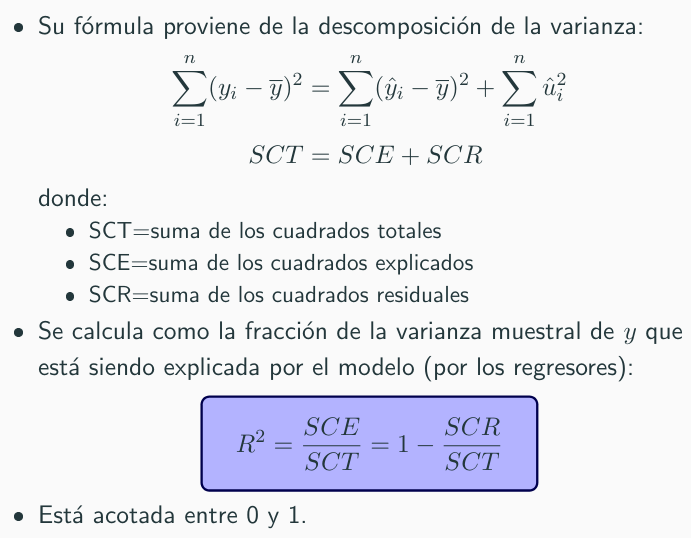 • Su fórmula proviene de la descomposición de la varianza:
$$\sum_{i=1}^{n}(y_i - \overline{y})^2 = \sum_{i=1}^{n}(\hat{y}_i - \overline{y})^2 + \sum_{i=1}^{n}\hat{u}_i^2$$
$$SCT = SCE + SCR$$
donde:
• SCT=suma de los cuadrados totales
• SCE=suma de los cuadrados explicados
• SCR=suma de los cuadrados residuales
• Se calcula como la fracción de la varianza muestral de $y$ que
está siendo explicada por el modelo (por los regresores):
$$R^2 = \frac{SCE}{SCT} = 1 - \frac{SCR}{SCT}$$
• Está acotada entre 0 y 1.